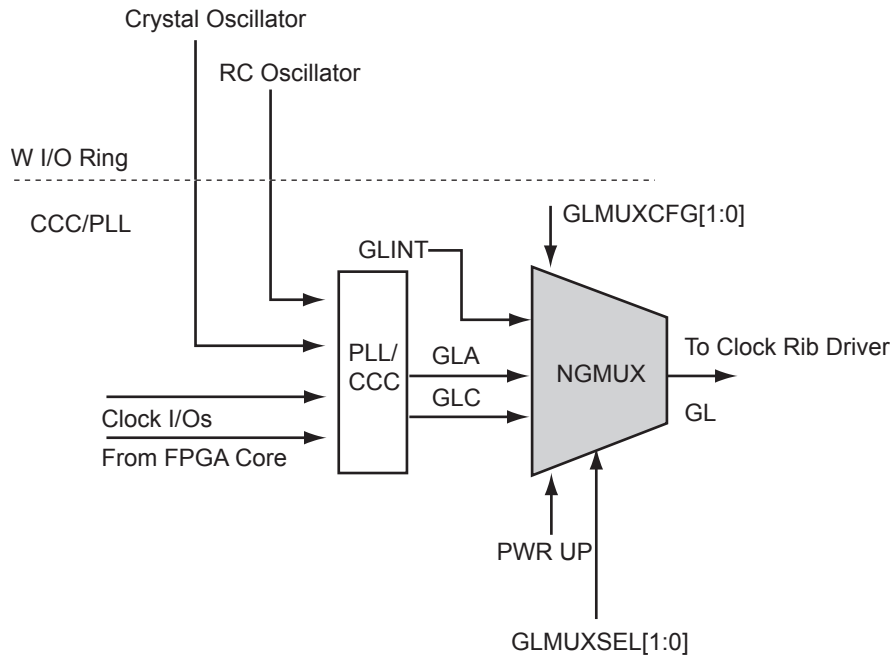 Crystal Oscillator
RC Oscillator
W I/O Ring
CCC/PLL
GLMUXCFG[1:0]
GLINT
PLL/
CCC
GLA
GLC
NGMUX
To Clock Rib Driver
GL
Clock I/Os
From FPGA Core
PWR UP
GLMUXSEL[1:0]